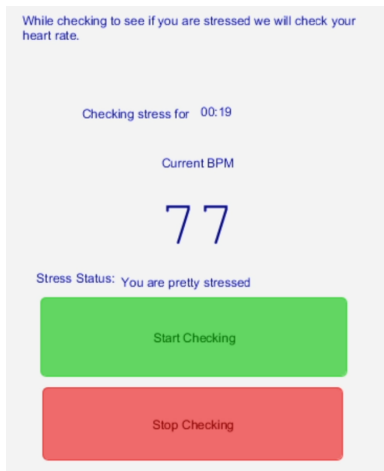 While checking to see if you are stressed we will check your
heart rate.
Checking stress for 00:19
Current BPM
77
Stress Status: You are pretty stressed
Start Checking
Stop Checking